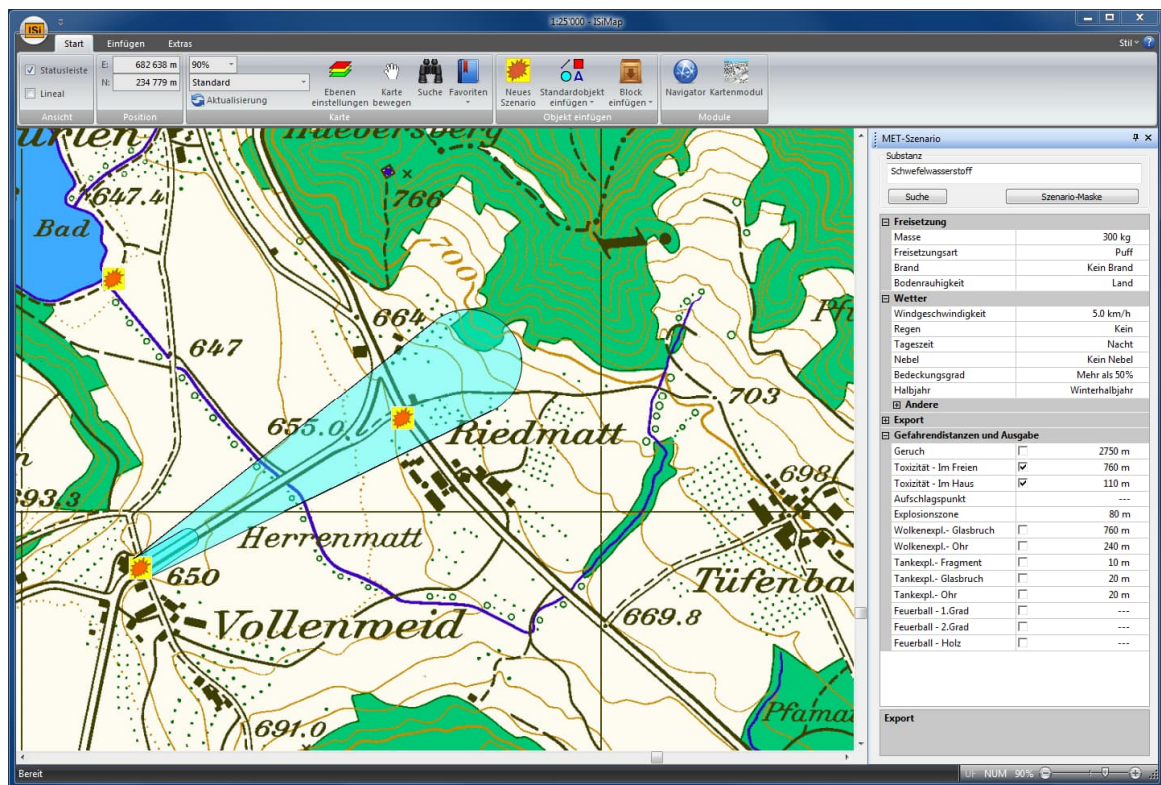 1:25'000 - ISiMap
ISi
Start Einfügen Extras Stil
Statusleiste
Lineal
Ansicht
E: 682 638 m
N: 234 779 m
Position
90%
Standard
Aktualisierung
Ebenen einstellungen
Karte bewegen
Suche
Favoriten
Karte
Neues Szenario
Standardobjekt einfügen
Block einfügen
Objekt einfügen
Navigator
Kartenmodul
Module
647.4
766
Bad
700
1
664
647
703
655.0
Riedmatt
698
693.3
Herrenmatt
650
Vollenweid
669.8
691.0
MET-Szenario
Substanz
Schwefelwasserstoff
Suche Szenario-Maske
Freisetzung
Masse 300 kg
Freisetzungsart Puff
Brand Kein Brand
Bodenrauhigkeit Land
Wetter
Windgeschwindigkeit 5.0 km/h
Regen Kein
Tageszeit Nacht
Nebel Kein Nebel
Bedeckungsgrad Mehr als 50%
Halbjahr Winterhalbjahr
Andere
Export
Gefahrendistanzen und Ausgabe
Geruch 2750 m
Toxizität - Im Freien 760 m
Toxizität - Im Haus 110 m
Aufschlagspunkt ---
Explosionszone 80 m
Wolkenexpl.- Glasbruch 760 m
Wolkenexpl.- Ohr 240 m
Tankexpl.- Fragment 10 m
Tankexpl.- Glasbruch 20 m
Tankexpl.- Ohr 20 m
Feuerball - 1.Grad ---
Feuerball - 2.Grad ---
Feuerball - Holz ---
Export
Bereit
UF NUM 90%